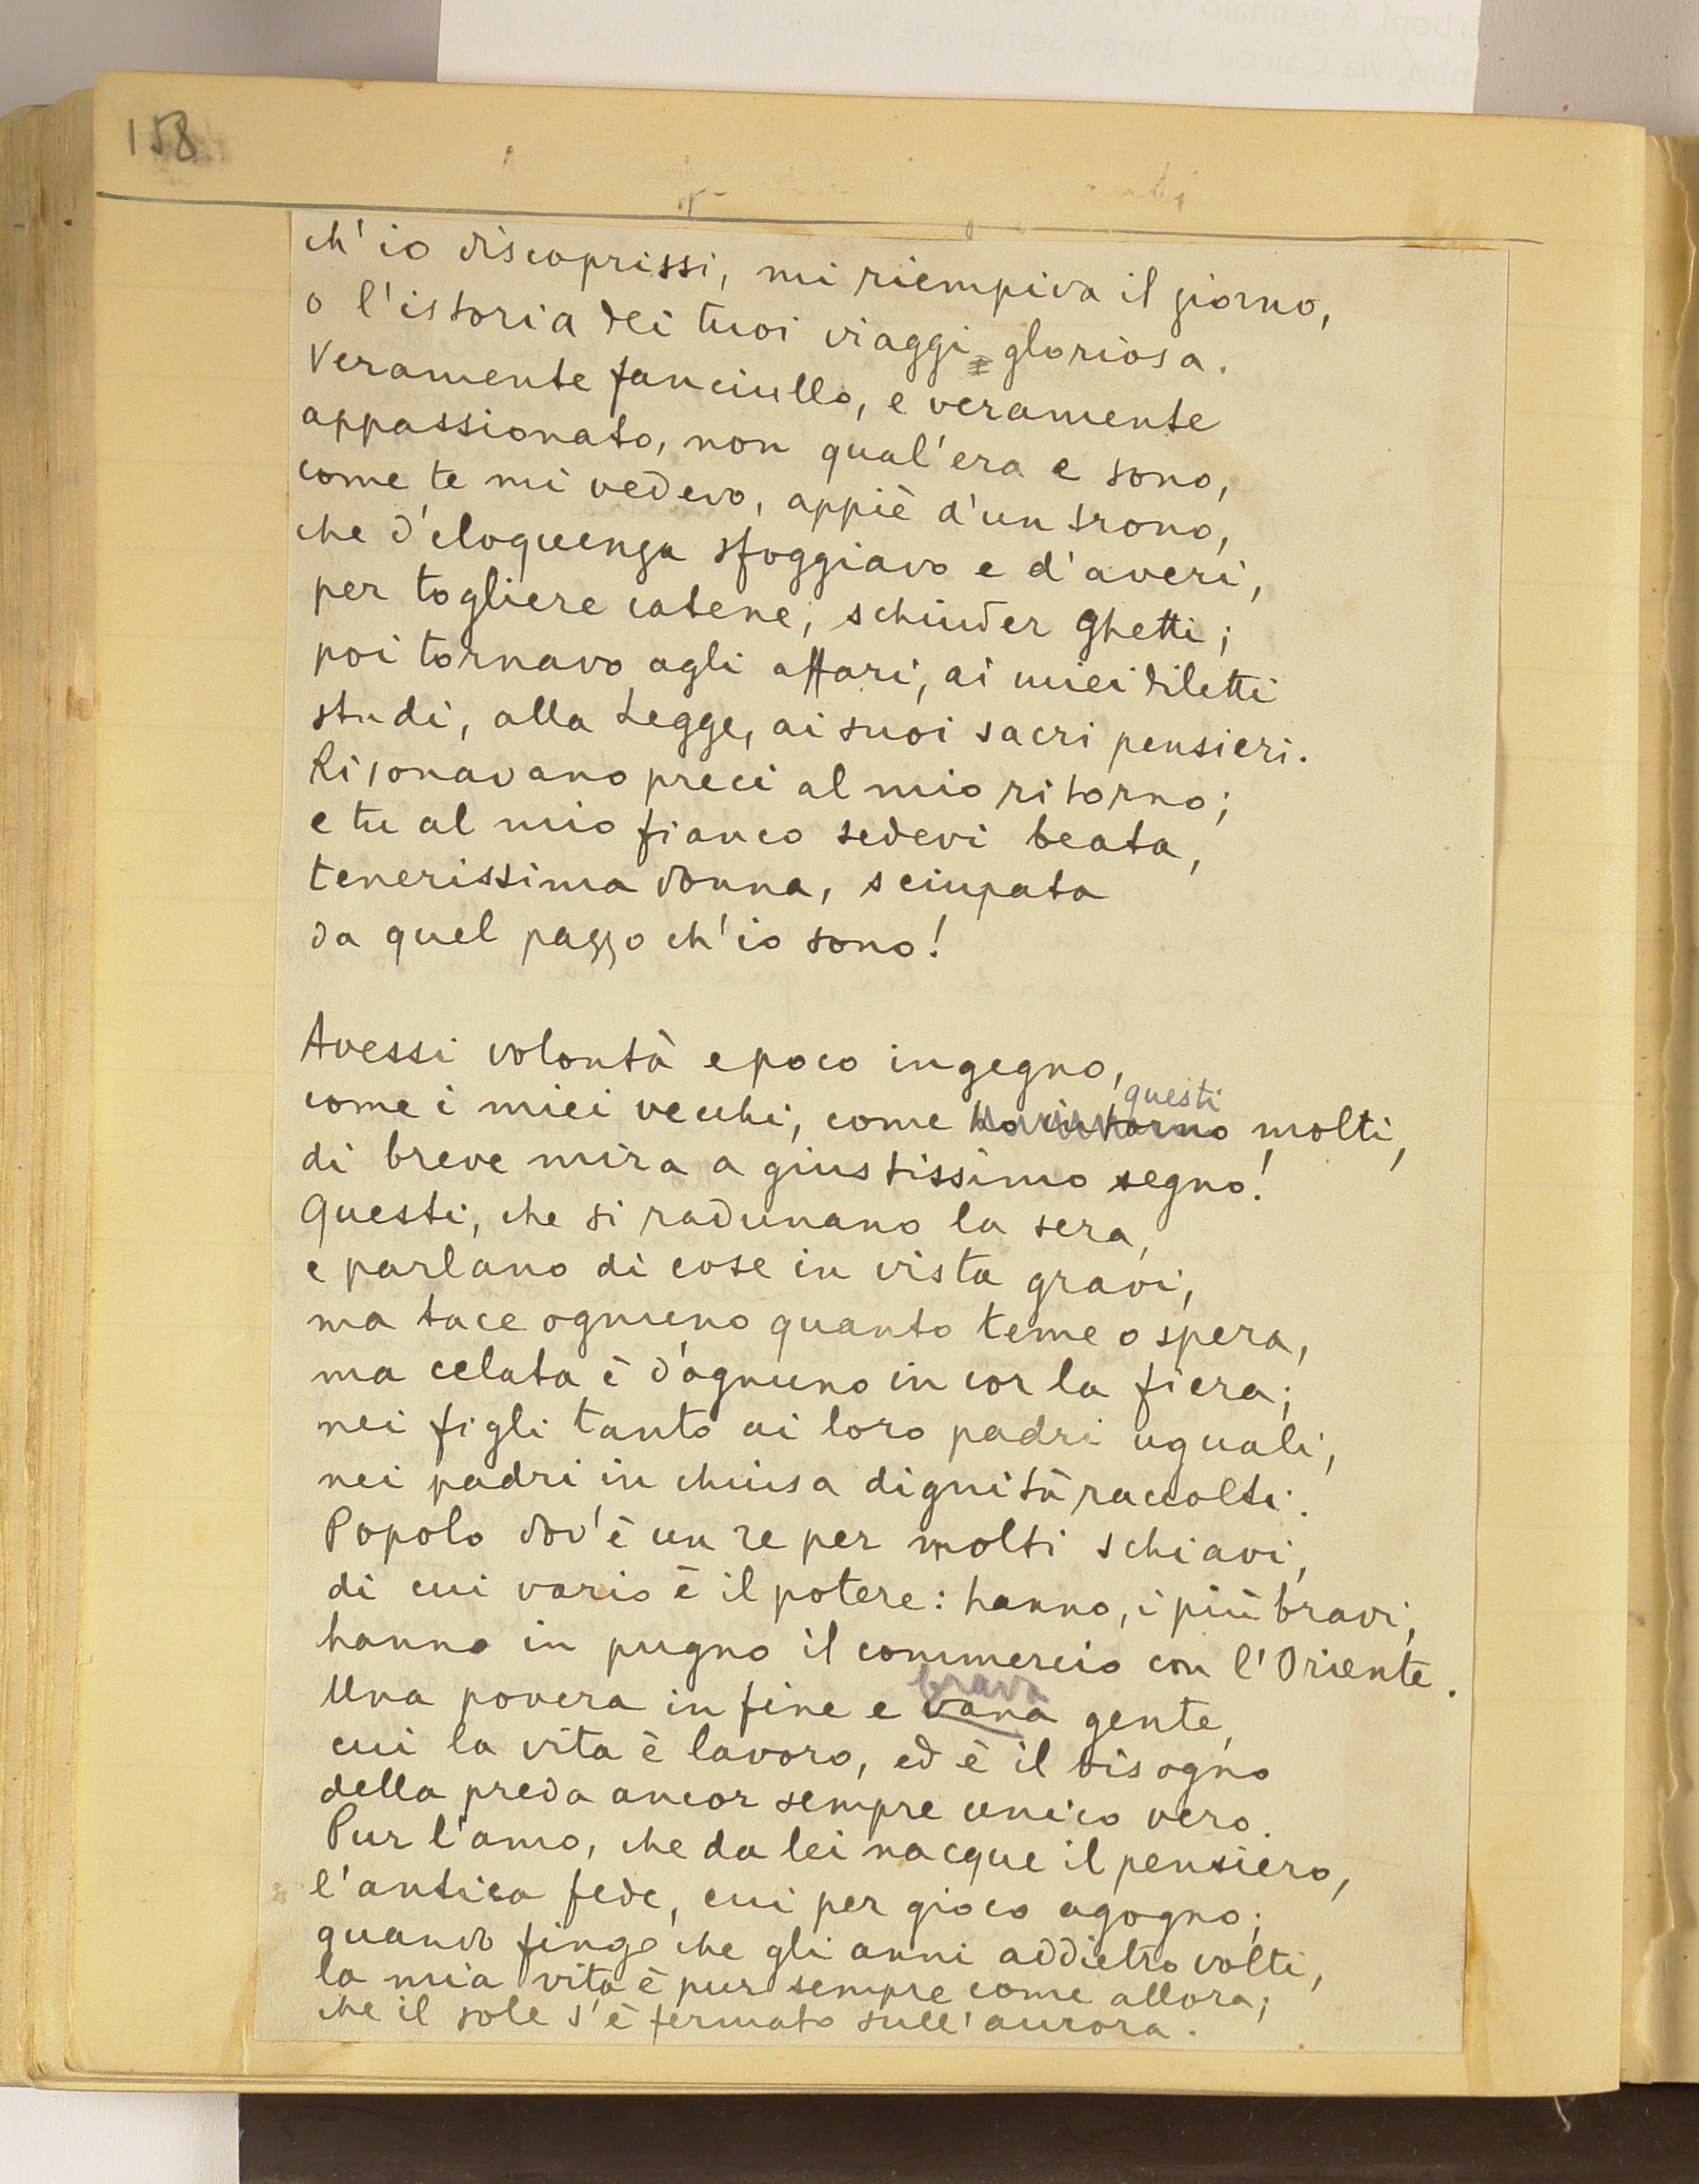 158
ch'io discoprissi, mi riempiva il giorno,
o l'istoria dei tuoi viaggi gloriosa.
Veramente fanciullo, e veramente
appassionato, non qual'era e sono,
come te mi vedevo, appiè d'un trono,
che d'eloquenza sfoggiavo e d'averi,
per togliere catene, schiuder ghetti;
poi tornavo agli affari, ai miei diletti
studi, alla Legge, ai suoi sacri pensieri.
Risonavano preci al mio ritorno;
e tu al mio fianco sedevi beata,
tenerissima donna, sciupata
da quel pazzo ch'io sono!
Avessi volontà e poco ingegno,
questi
come i miei vecchi, come ho intorno molti,
di breve mira a giustissimo segno!
Questi, che si radunano la sera,
e parlano di cose in vista gravi,
ma tace ognuno quanto teme o spera,
ma celata è d'ognuno in cor la fiera;
nei figli tanto ai loro padri uguali,
nei padri in chiusa dignità raccolti.
Popolo dov'è un re per molti schiavi,
di cui vario è il potere: hanno, i più bravi,
hanno in pugno il commercio con l'Oriente.
brava
Una povera infine e vana gente,
cui la vita è lavoro, ed è il bisogno
della preda ancor sempre unico vero.
Pur l'amo, che da lei nacque il pensiero,
l'antica fede, cui per gioco agogno;
quando fingo che gli anni addietro volti,
la mia vita è pur sempre come allora;
che il sole s'è fermato sull'aurora.